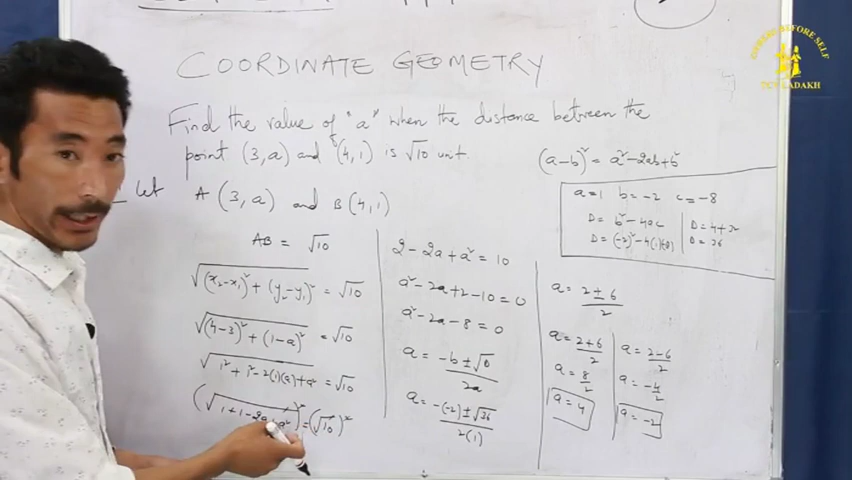 COORDINATE GEOMETRY
Find the value of "a" when the distance between the
point (3,a) and (4,1) is √10 unit.
Let A(3,a) and B(4,1)
AB = √10
√(x₂-x₁)² + (y₂-y₁)² = √10
√(4-3)² + (1-a)² = √10
√1² + 1² - 2(1)(a) + a² = √10
(√1+1-2a+a²)² = (√10)²
2 - 2a + a² = 10
a² - 2a + 2 - 10 = 0
a² - 2a - 8 = 0
a = -b ± √D / 2a
a = -(-2) ± √36 / 2(1)
(a-b)² = a² - 2ab + b²
a = 1 b = -2 c = -8
D = b² - 4ac
D = (-2)² - 4(1)(-8)
D = 4 + 32
D = 36
a = 2 ± 6 / 2
a = 2+6 / 2
a = 8/2
a = 4
a = 2-6 / 2
a = -4/2
a = -2
SERVICE BEFORE SELF
LADAKH